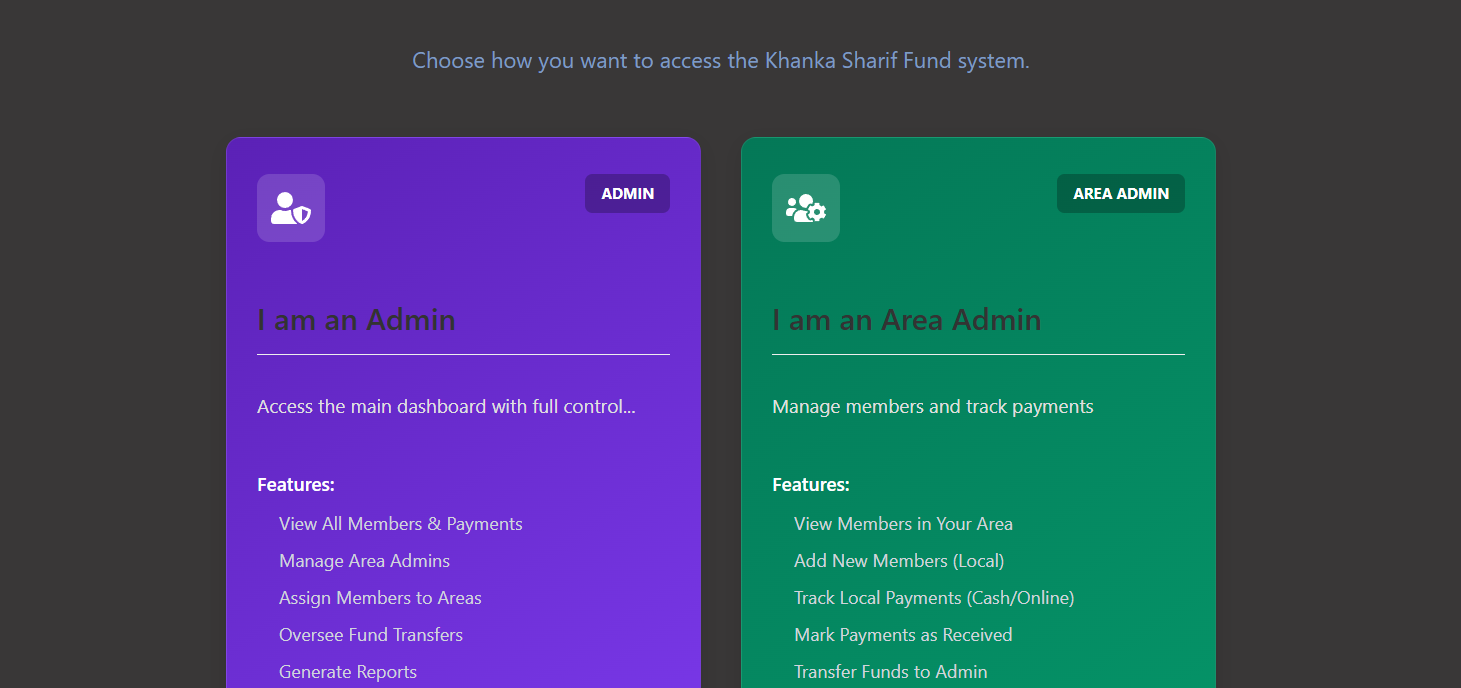 Choose how you want to access the Khanka Sharif Fund system.
ADMIN
I am an Admin
Access the main dashboard with full control...
Features:
View All Members & Payments
Manage Area Admins
Assign Members to Areas
Oversee Fund Transfers
Generate Reports
AREA ADMIN
I am an Area Admin
Manage members and track payments
Features:
View Members in Your Area
Add New Members (Local)
Track Local Payments (Cash/Online)
Mark Payments as Received
Transfer Funds to Admin